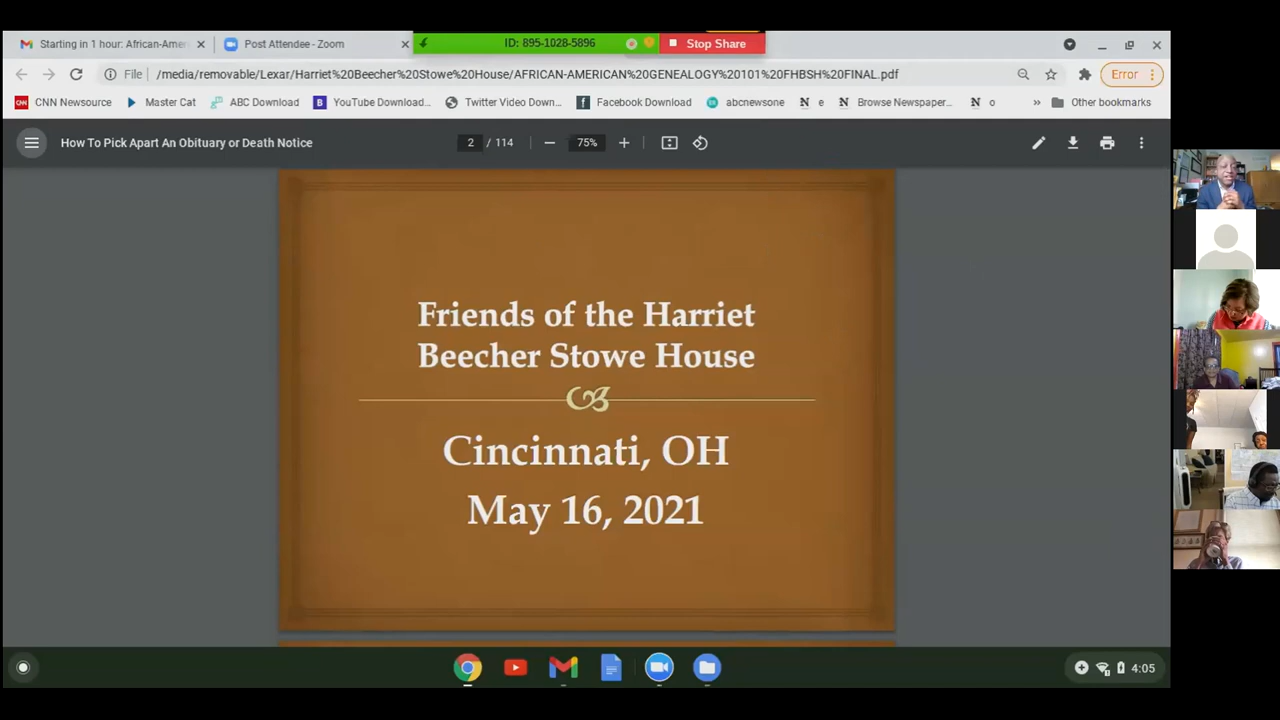 Starting in 1 hour: African-Amer
Post Attendee - Zoom
ID: 895-1028-5896
Stop Share
File
/media/removable/Lexar/Harriet%20Beecher%20Stowe%20House/AFRICAN-AMERICAN%20GENEALOGY%20101%20FHBSH%20FINAL.pdf
Error
CNN Newsource
Master Cat
ABC Download
YouTube Download...
Twitter Video Down...
Facebook Download
abcnewsone
N e
N Browse Newspaper...
N o
»
Other bookmarks
How To Pick Apart An Obituary or Death Notice
2 / 114
75%
Friends of the Harriet
Beecher Stowe House
Cincinnati, OH
May 16, 2021
4:05